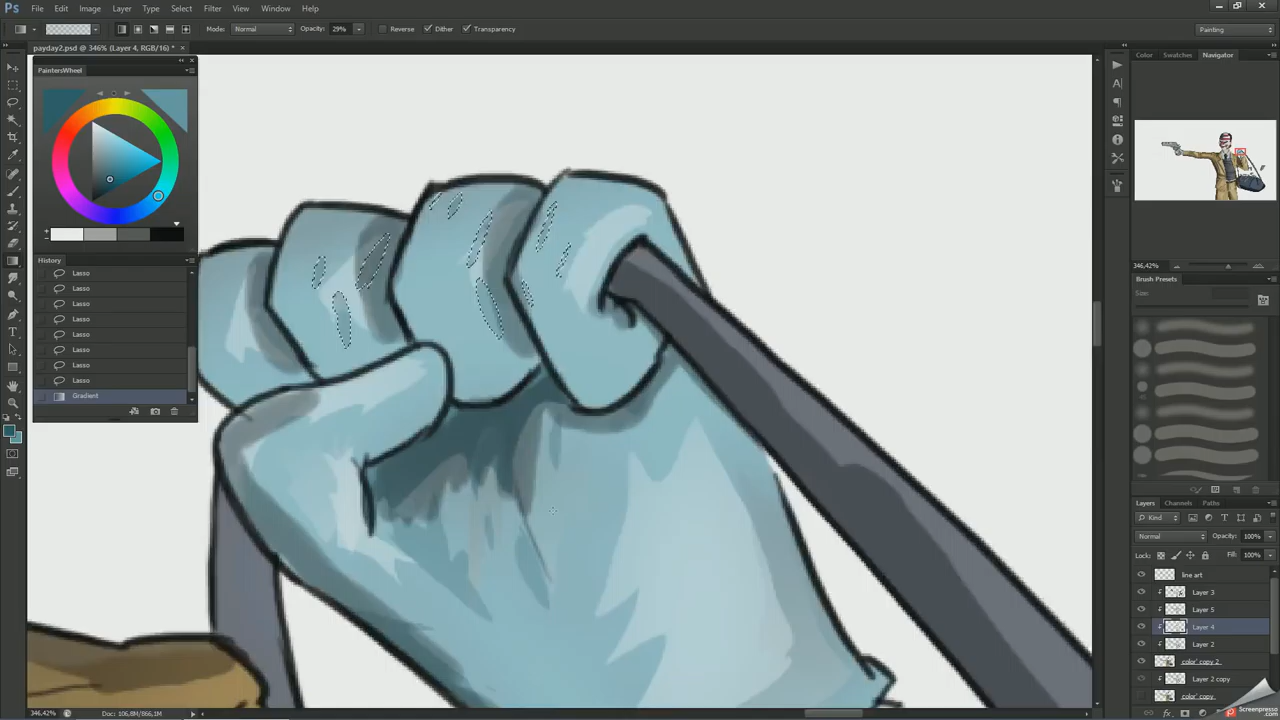 Ps File Edit Image Layer Type Select Filter View Window Help
Mode: Normal Opacity: 29% Reverse Dither Transparency Painting
payday2.psd @ 346% (Layer 4, RGB/16) * ×
PaintersWheel
History
Lasso
Lasso
Lasso
Lasso
Lasso
Lasso
Lasso
Lasso
Gradient
Color Swatches Navigator
346,42%
Brush Presets
Size:
Layers Channels Paths
Kind
Normal Opacity: 100%
Lock: Fill: 100%
line art
Layer 3
Layer 5
Layer 4
Layer 2
color' copy 2
Layer 2 copy
color' copy
346,42% Doc: 106,8M/866,1M
Screenpresso.com